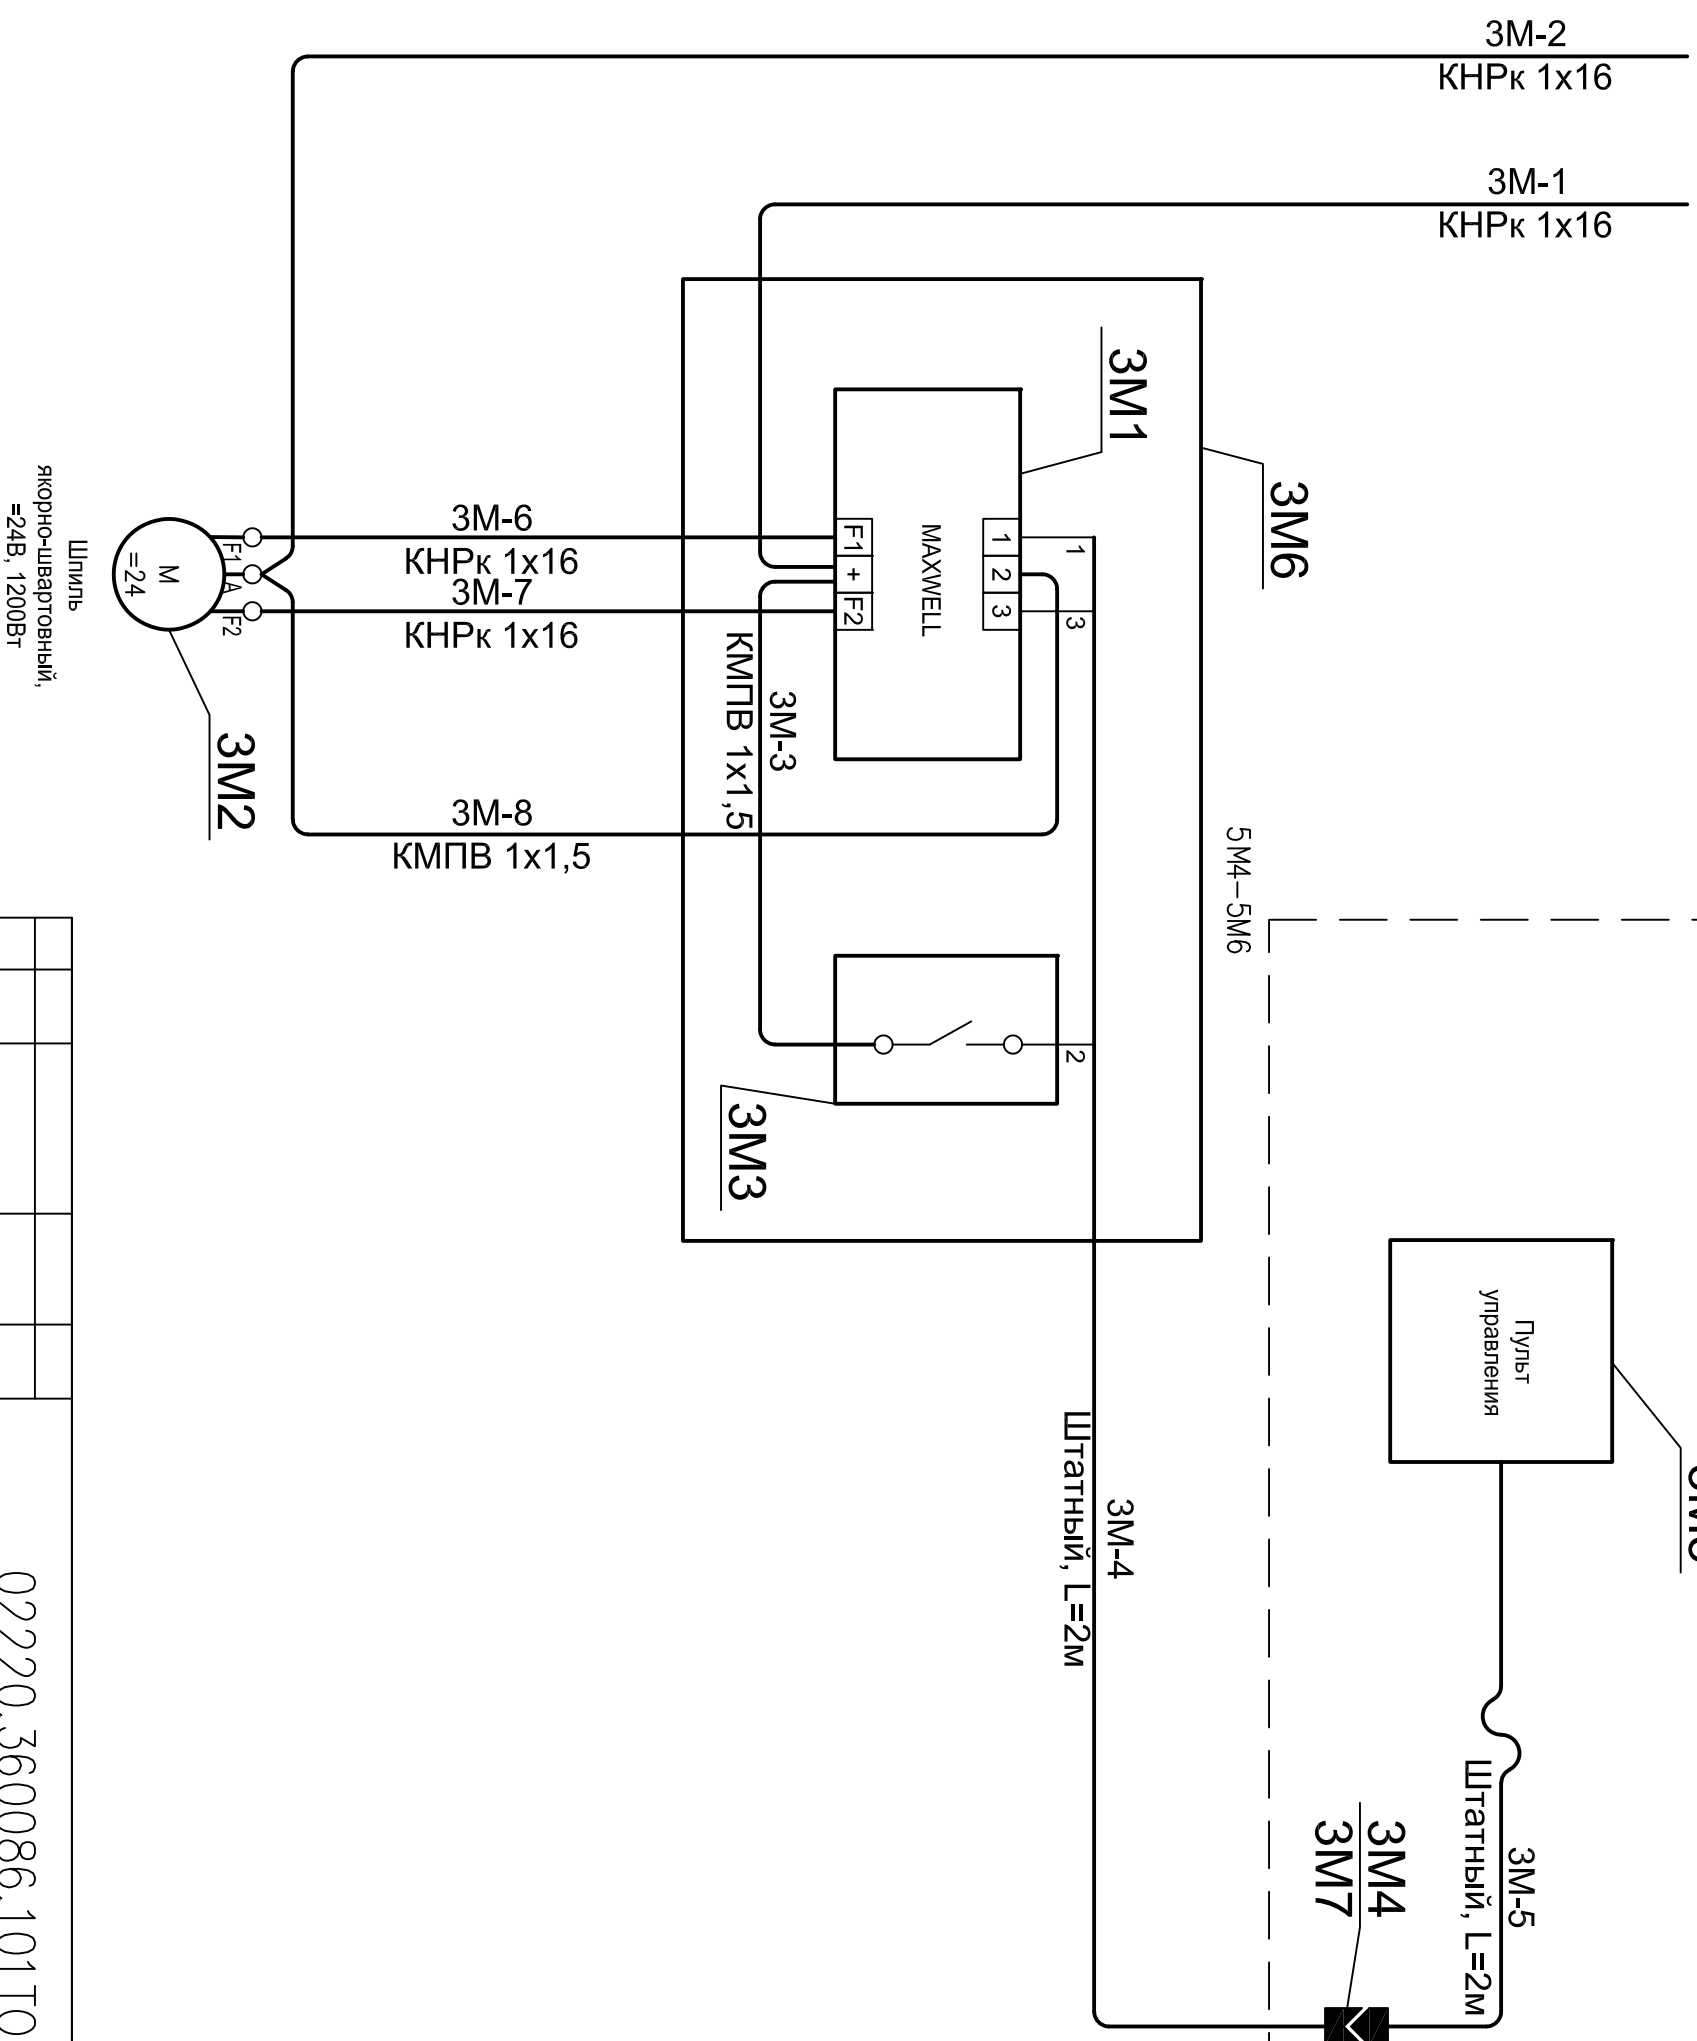 3М-2
КНРк 1х16
3М-1
КНРк 1х16
3М1
3М6
MAXWELL
1
2
3
1
3
F1
+
F2
3М-6
КНРк 1х16
3М-7
КНРк 1х16
F1
A
F2
М
=24
Шпиль
якорно-швартовный,
=24В, 1200Вт
3М2
3М-3
КМПВ 1х1,5
3М-8
КМПВ 1х1,5
5М4-5М6
2
3М3
Пульт
управления
3М-4
Штатный, L=2м
3М-5
Штатный, L=2м
3М4
3М7
02220.360086.101ТО